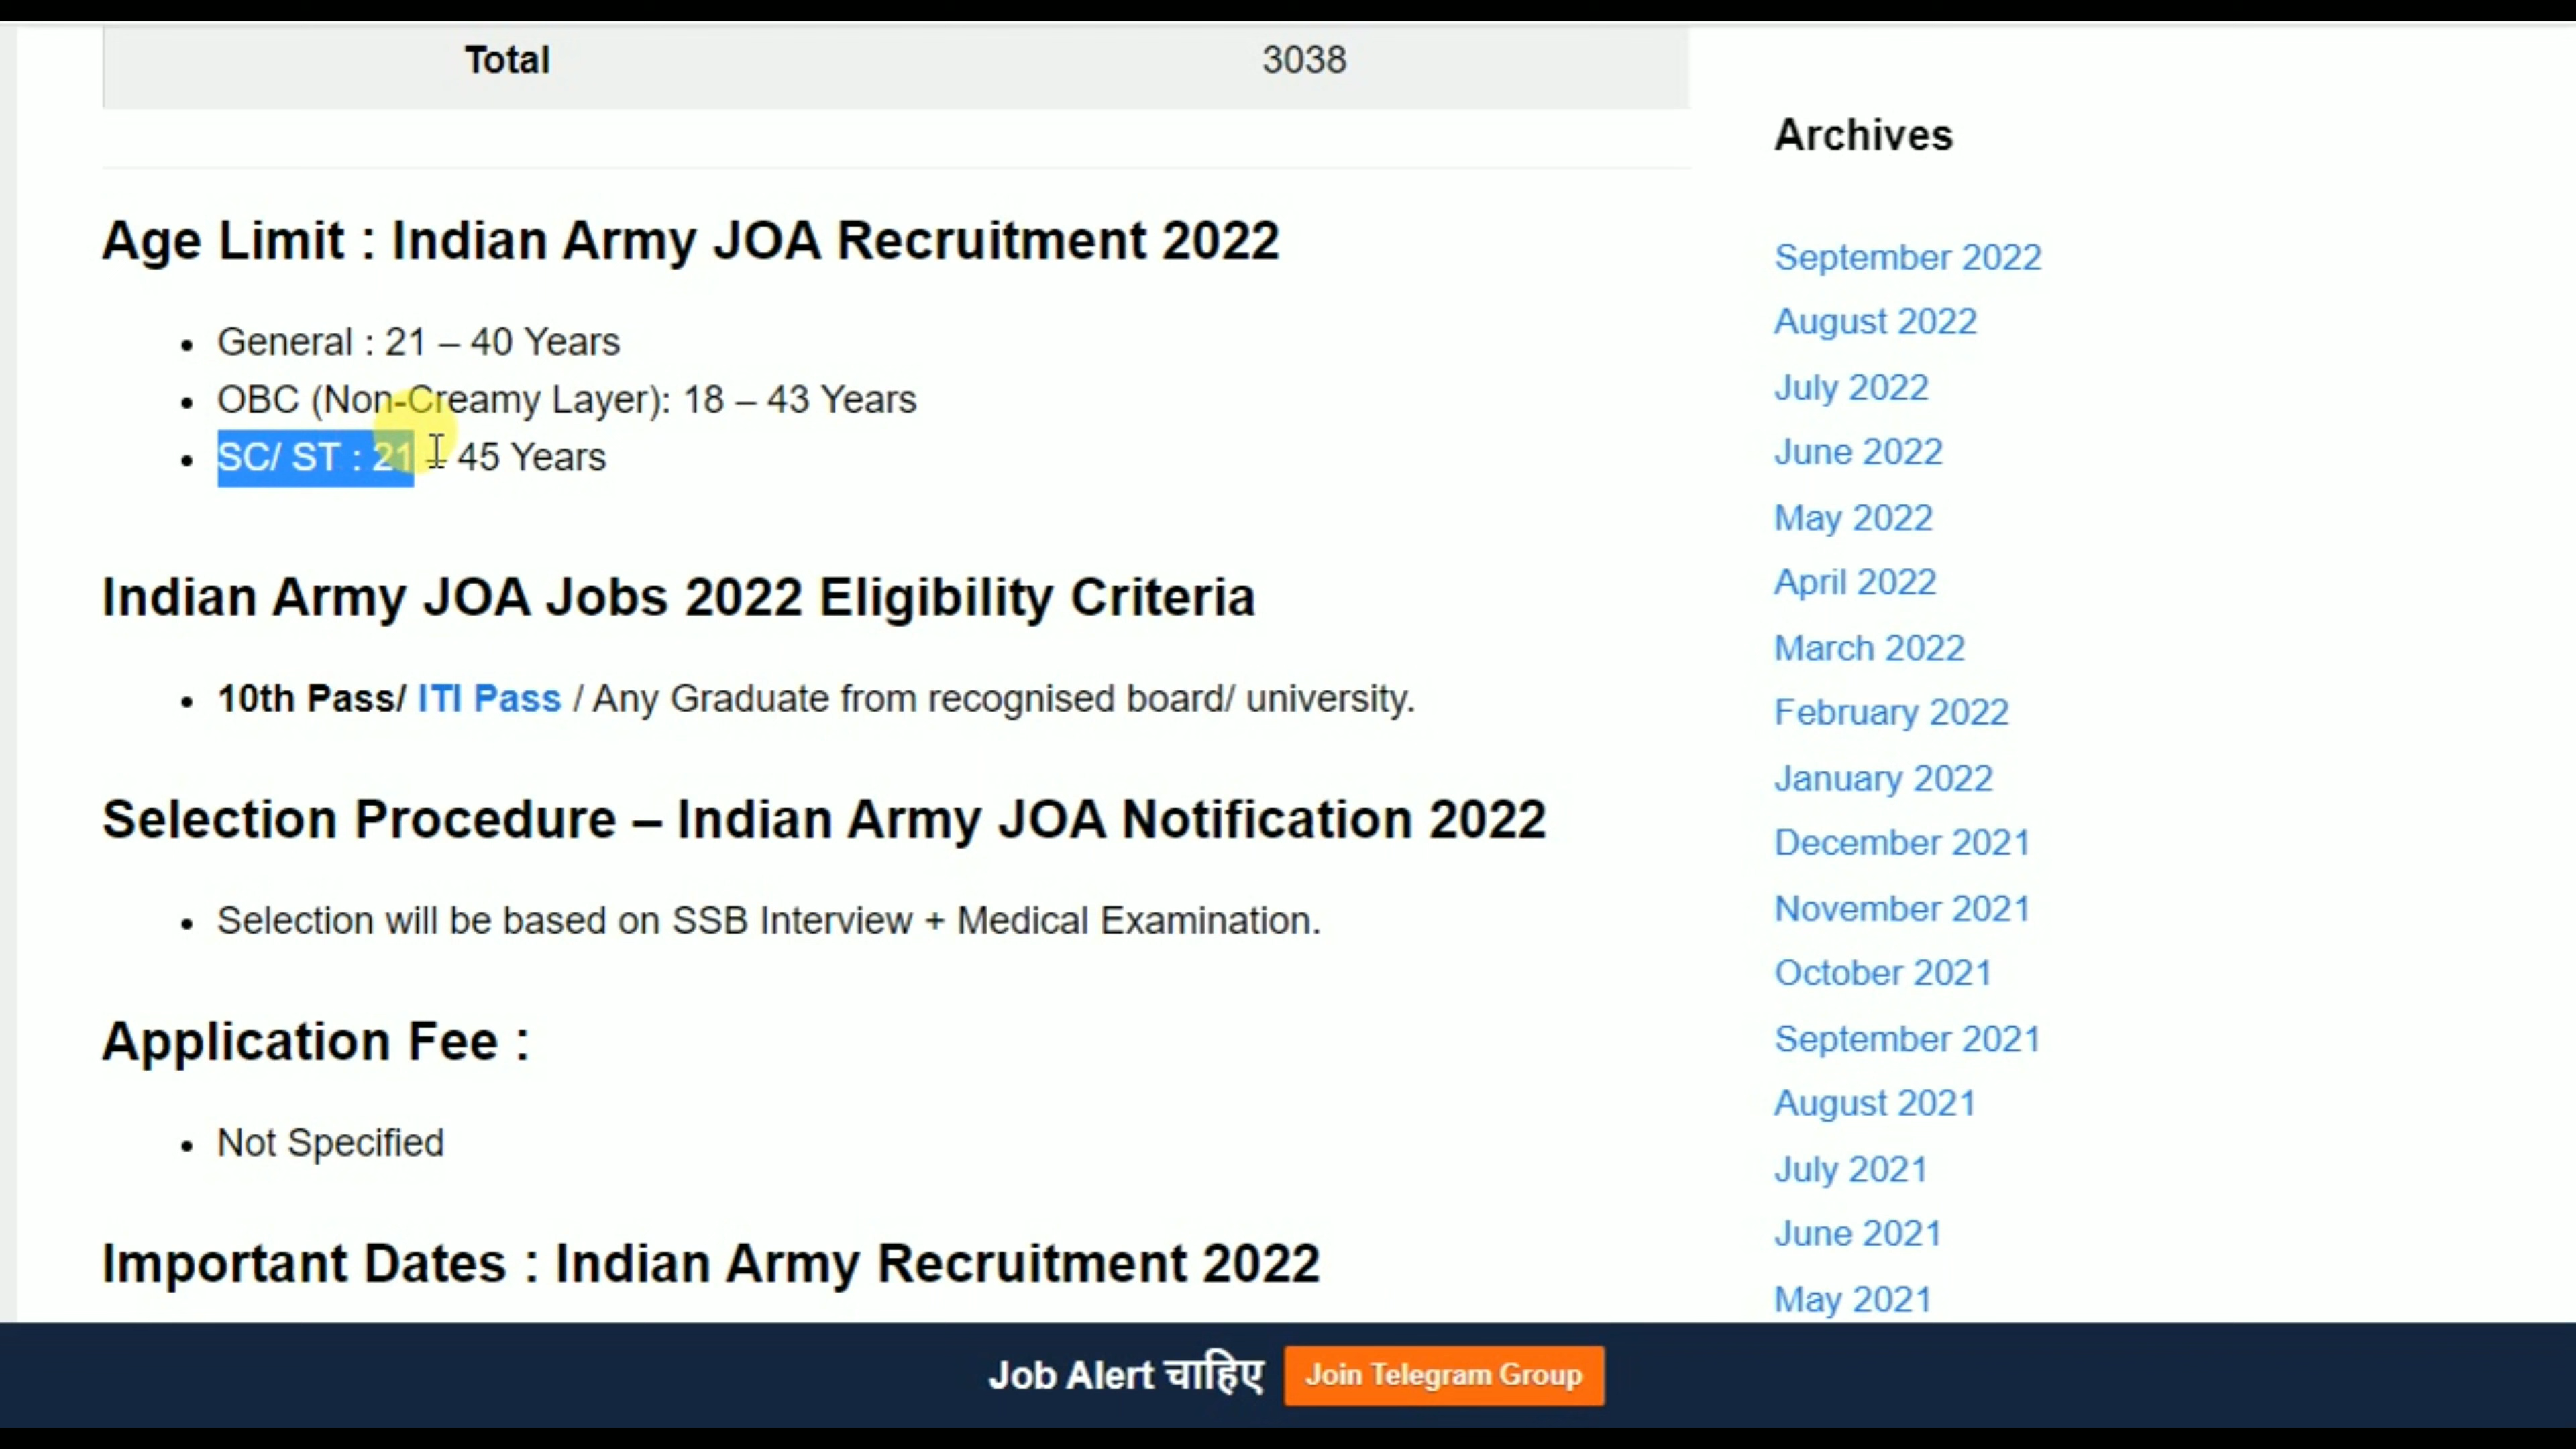 Total 3038
Age Limit : Indian Army JOA Recruitment 2022
General : 21 – 40 Years
OBC (Non-Creamy Layer): 18 – 43 Years
SC/ ST : 21 – 45 Years
Indian Army JOA Jobs 2022 Eligibility Criteria
10th Pass/ ITI Pass / Any Graduate from recognised board/ university.
Selection Procedure – Indian Army JOA Notification 2022
Selection will be based on SSB Interview + Medical Examination.
Application Fee :
Not Specified
Important Dates : Indian Army Recruitment 2022
Archives
September 2022
August 2022
July 2022
June 2022
May 2022
April 2022
March 2022
February 2022
January 2022
December 2021
November 2021
October 2021
September 2021
August 2021
July 2021
June 2021
May 2021
Job Alert चाहिए Join Telegram Group